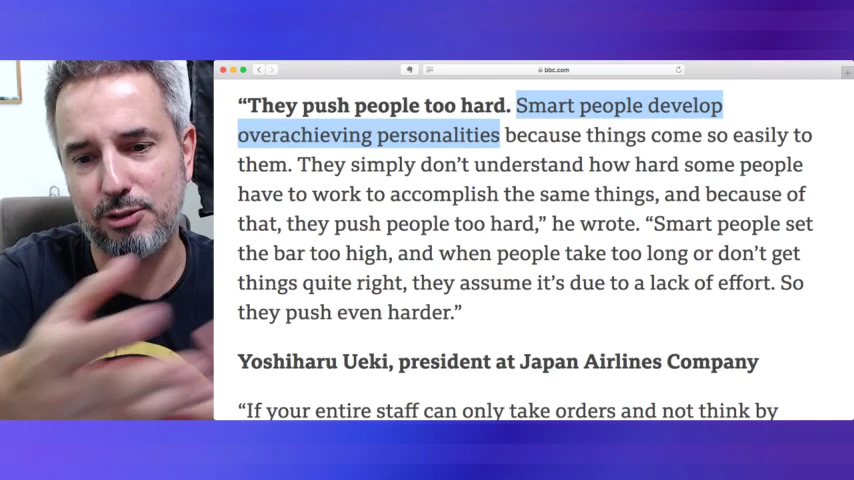 bbc.com
“They push people too hard. Smart people develop
overachieving personalities because things come so easily to
them. They simply don’t understand how hard some people
have to work to accomplish the same things, and because of
that, they push people too hard,” he wrote. “Smart people set
the bar too high, and when people take too long or don’t get
things quite right, they assume it’s due to a lack of effort. So
they push even harder.”
Yoshiharu Ueki, president at Japan Airlines Company
“If your entire staff can only take orders and not think by